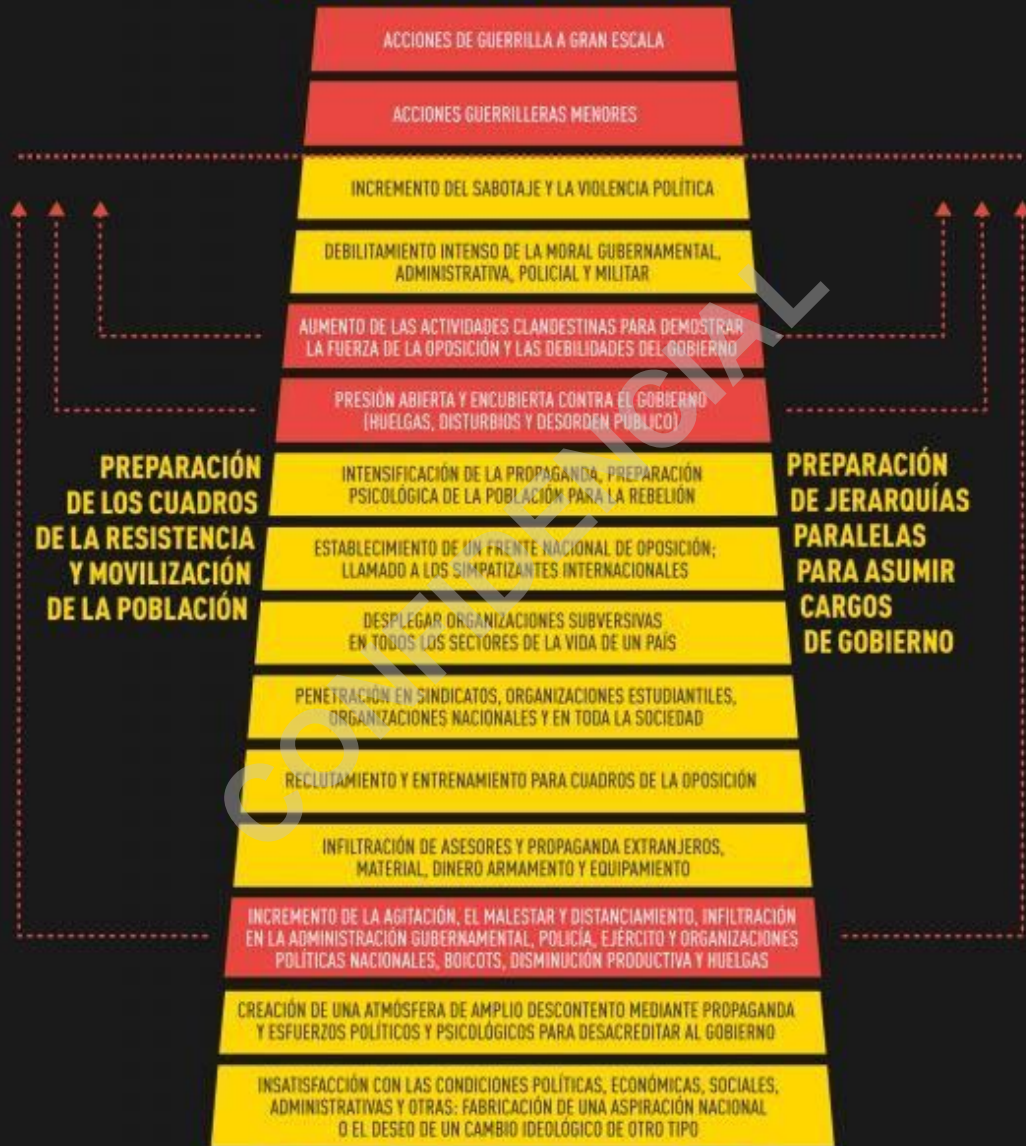 ACCIONES DE GUERRILLA A GRAN ESCALA
ACCIONES GUERRILLERAS MENORES
INCREMENTO DEL SABOTAJE Y LA VIOLENCIA POLÍTICA
DEBILITAMIENTO INTENSO DE LA MORAL GUBERNAMENTAL,
ADMINISTRATIVA, POLICIAL Y MILITAR
AUMENTO DE LAS ACTIVIDADES CLANDESTINAS PARA DEMOSTRAR
LA FUERZA DE LA OPOSICIÓN Y LAS DEBILIDADES DEL GOBIERNO
PRESIÓN ABIERTA Y ENCUBIERTA CONTRA EL GOBIERNO
(HUELGAS, DISTURBIOS Y DESORDEN PÚBLICO)
PREPARACIÓN
DE LOS CUADROS
DE LA RESISTENCIA
Y MOVILIZACIÓN
DE LA POBLACIÓN
INTENSIFICACIÓN DE LA PROPAGANDA, PREPARACIÓN
PSICOLÓGICA DE LA POBLACIÓN PARA LA REBELIÓN
ESTABLECIMIENTO DE UN FRENTE NACIONAL DE OPOSICIÓN;
LLAMADO A LOS SIMPATIZANTES INTERNACIONALES
DESPLEGAR ORGANIZACIONES SUBVERSIVAS
EN TODOS LOS SECTORES DE LA VIDA DE UN PAÍS
PREPARACIÓN
DE JERARQUÍAS
PARALELAS
PARA ASUMIR
CARGOS
DE GOBIERNO
PENETRACIÓN EN SINDICATOS, ORGANIZACIONES ESTUDIANTILES,
ORGANIZACIONES NACIONALES Y EN TODA LA SOCIEDAD
RECLUTAMIENTO Y ENTRENAMIENTO PARA CUADROS DE LA OPOSICIÓN
INFILTRACIÓN DE ASESORES Y PROPAGANDA EXTRANJEROS,
MATERIAL, DINERO ARMAMENTO Y EQUIPAMIENTO
INCREMENTO DE LA AGITACIÓN, EL MALESTAR Y DISTANCIAMIENTO, INFILTRACIÓN
EN LA ADMINISTRACIÓN GUBERNAMENTAL, POLICÍA, EJÉRCITO Y ORGANIZACIONES
POLÍTICAS NACIONALES, BOICOTS, DISMINUCIÓN PRODUCTIVA Y HUELGAS
CREACIÓN DE UNA ATMÓSFERA DE AMPLIO DESCONTENTO MEDIANTE PROPAGANDA
Y ESFUERZOS POLÍTICOS Y PSICOLÓGICOS PARA DESACREDITAR AL GOBIERNO
INSATISFACCIÓN CON LAS CONDICIONES POLÍTICAS, ECONÓMICAS, SOCIALES,
ADMINISTRATIVAS Y OTRAS: FABRICACIÓN DE UNA ASPIRACIÓN NACIONAL
O EL DESEO DE UN CAMBIO IDEOLÓGICO DE OTRO TIPO
CONFIDENCIAL